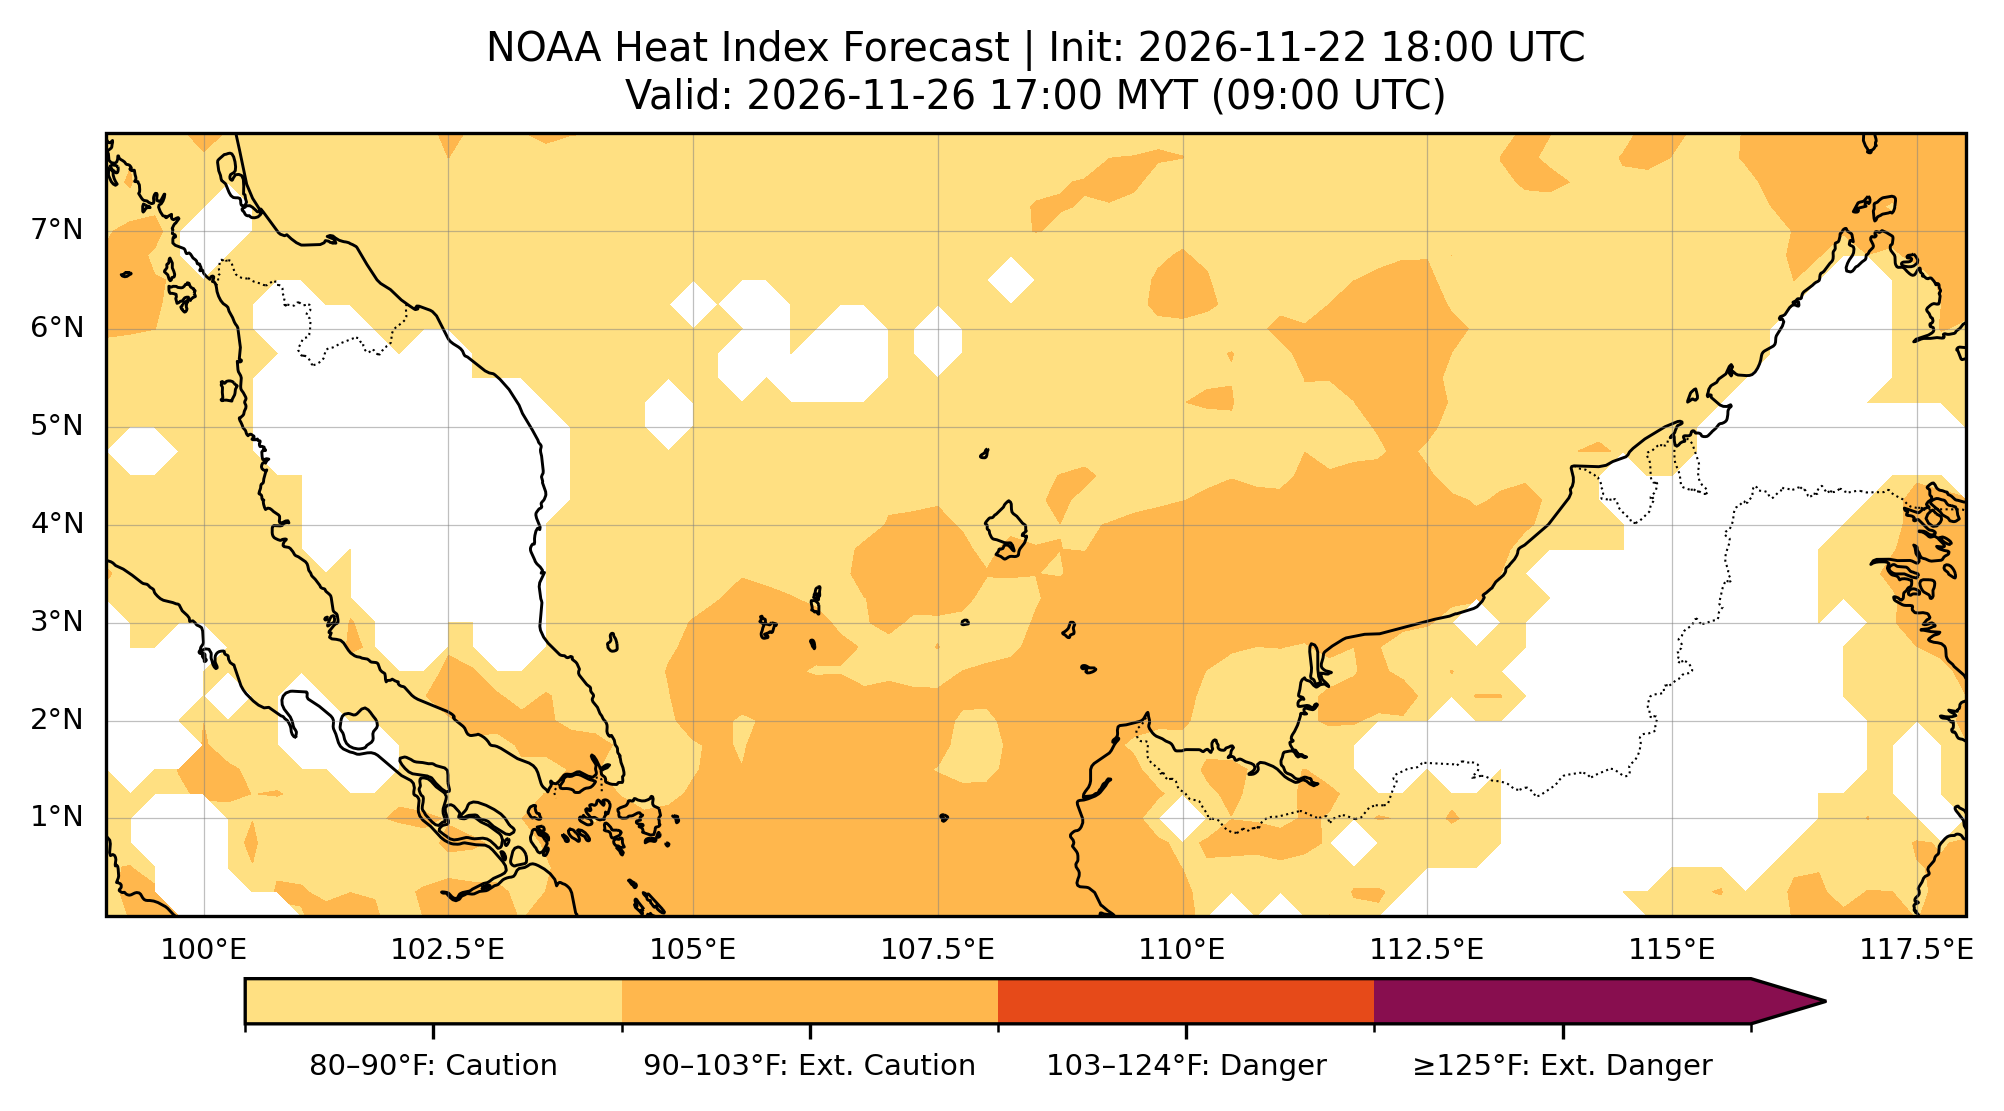 NOAA Heat Index Forecast | Init: 2026-11-22 18:00 UTC
Valid: 2026-11-26 17:00 MYT (09:00 UTC)
7°N
6°N
5°N
4°N
3°N
2°N
1°N
100°E
102.5°E
105°E
107.5°E
110°E
112.5°E
115°E
117.5°E
80–90°F: Caution
90–103°F: Ext. Caution
103–124°F: Danger
≥125°F: Ext. Danger